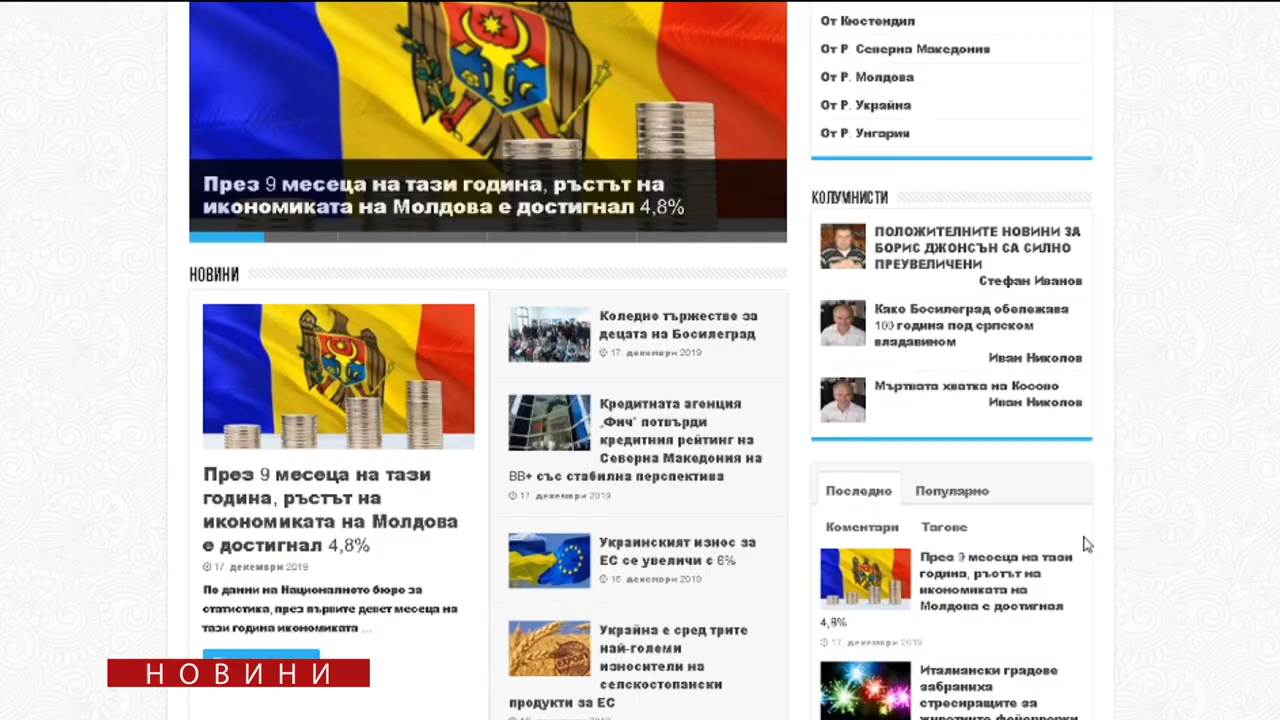 През 9 месеца на тази година, ръстът на
икономиката на Молдова е достигнал 4,8%
НОВИНИ
През 9 месеца на тази
година, ръстът на
икономиката на Молдова
е достигнал 4,8%
17. декември 2019
По данни на Националното бюро за
статистика, през първите девет месеца на
тази година икономиката ...
Коледно тържество за
децата на Босилеград
17. декември 2019
Кредитната агенция
„Фич“ потвърди
кредитния рейтинг на
Северна Македония на
BB+ със стабилна перспектива
17. декември 2019
Украинският износ за
ЕС се увеличи с 6%
16. декември 2019
Украйна е сред трите
най-големи
износители на
селскостопански
продукти за ЕС
От Кюстендил
От Р. Северна Македония
От Р. Молдова
От Р. Украйна
От Р. Унгария
КОЛУМНИСТИ
ПОЛОЖИТЕЛНИТЕ НОВИНИ ЗА
БОРИС ДЖОНСЪН СА СИЛНО
ПРЕУВЕЛИЧЕНИ
Стефан Иванов
Како Босилеград обележава
100 година под српском
владавином
Иван Николов
Мъртвата хватка на Косово
Иван Николов
Последно Популярно
Коментари Тагове
През 9 месеца на тази
година, ръстът на
икономиката на
Молдова е достигнал
4,8%
17. декември 2019
Италиански градове
забраниха
стресиращите за
животните фойерверки
НОВИНИ